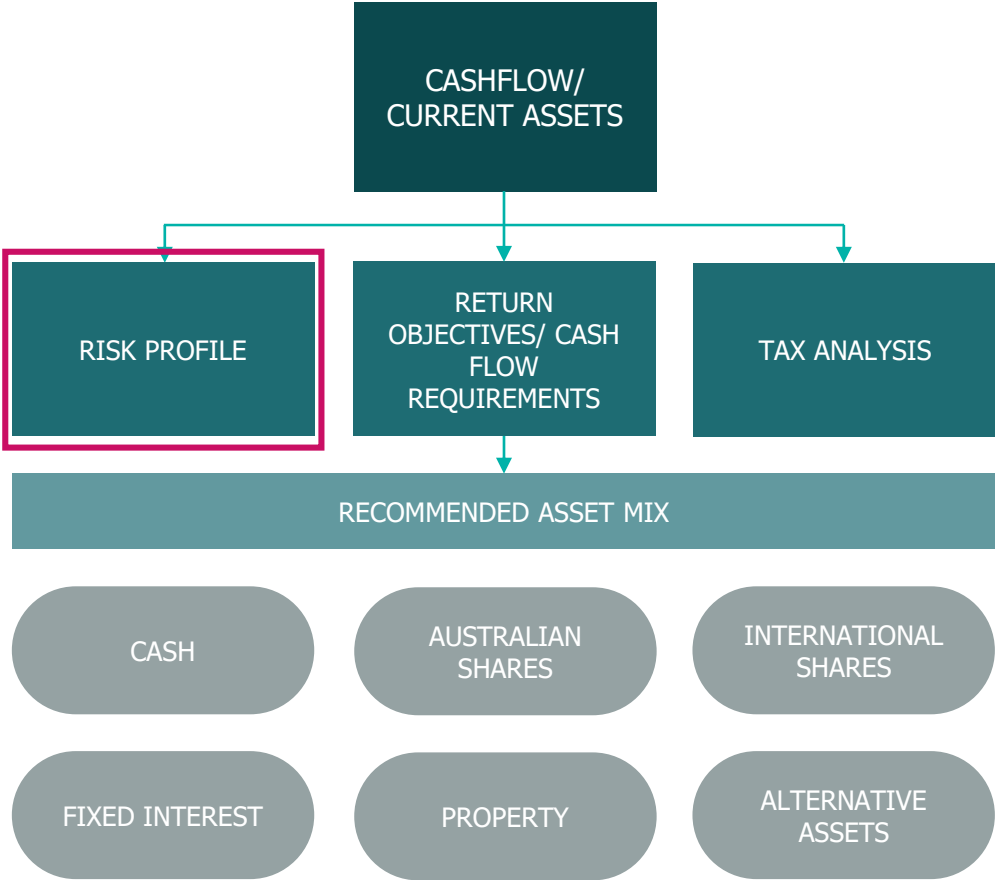 CASHFLOW/
CURRENT ASSETS
RISK PROFILE
RETURN
OBJECTIVES/ CASH
FLOW
REQUIREMENTS
TAX ANALYSIS
RECOMMENDED ASSET MIX
CASH
AUSTRALIAN
SHARES
INTERNATIONAL
SHARES
FIXED INTEREST
PROPERTY
ALTERNATIVE
ASSETS